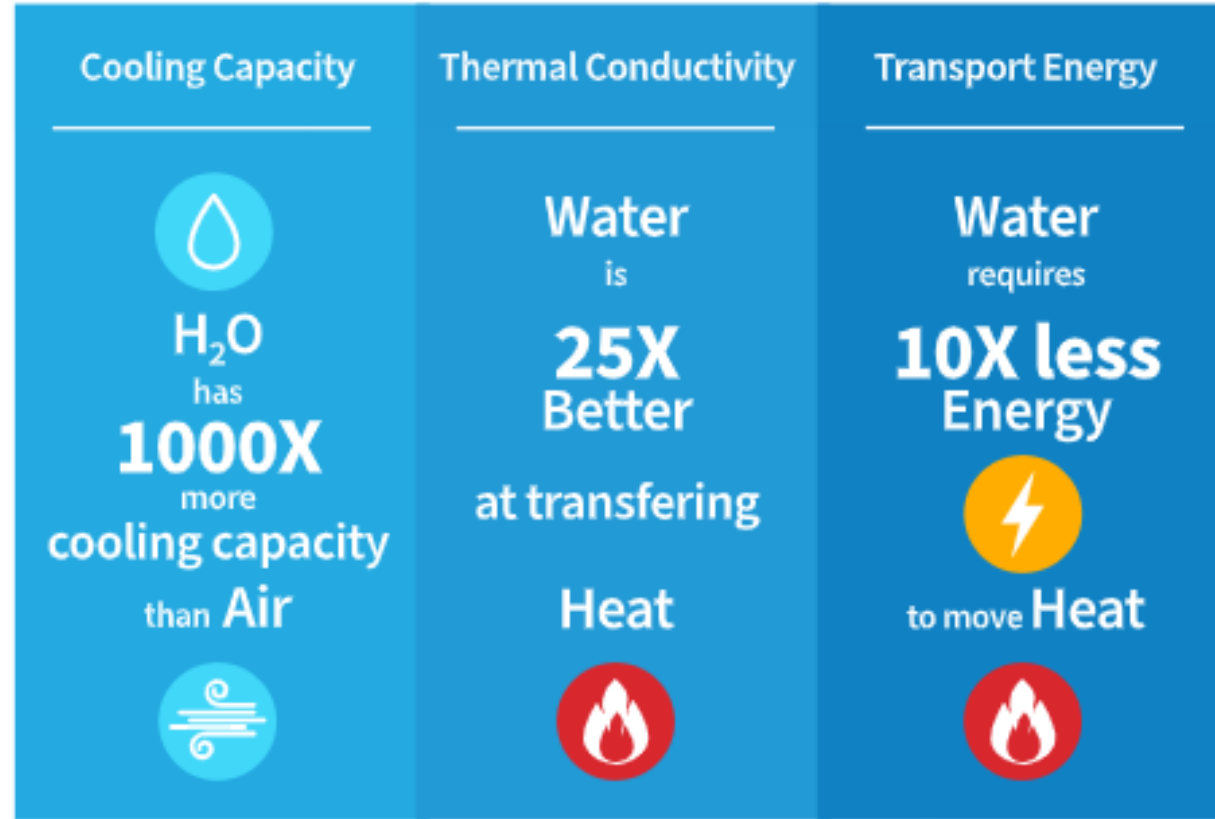 Cooling Capacity
H₂O
has
1000X
more
cooling capacity
than Air
Thermal Conductivity
Water
is
25X
Better
at transfering
Heat
Transport Energy
Water
requires
10X less
Energy
to move Heat